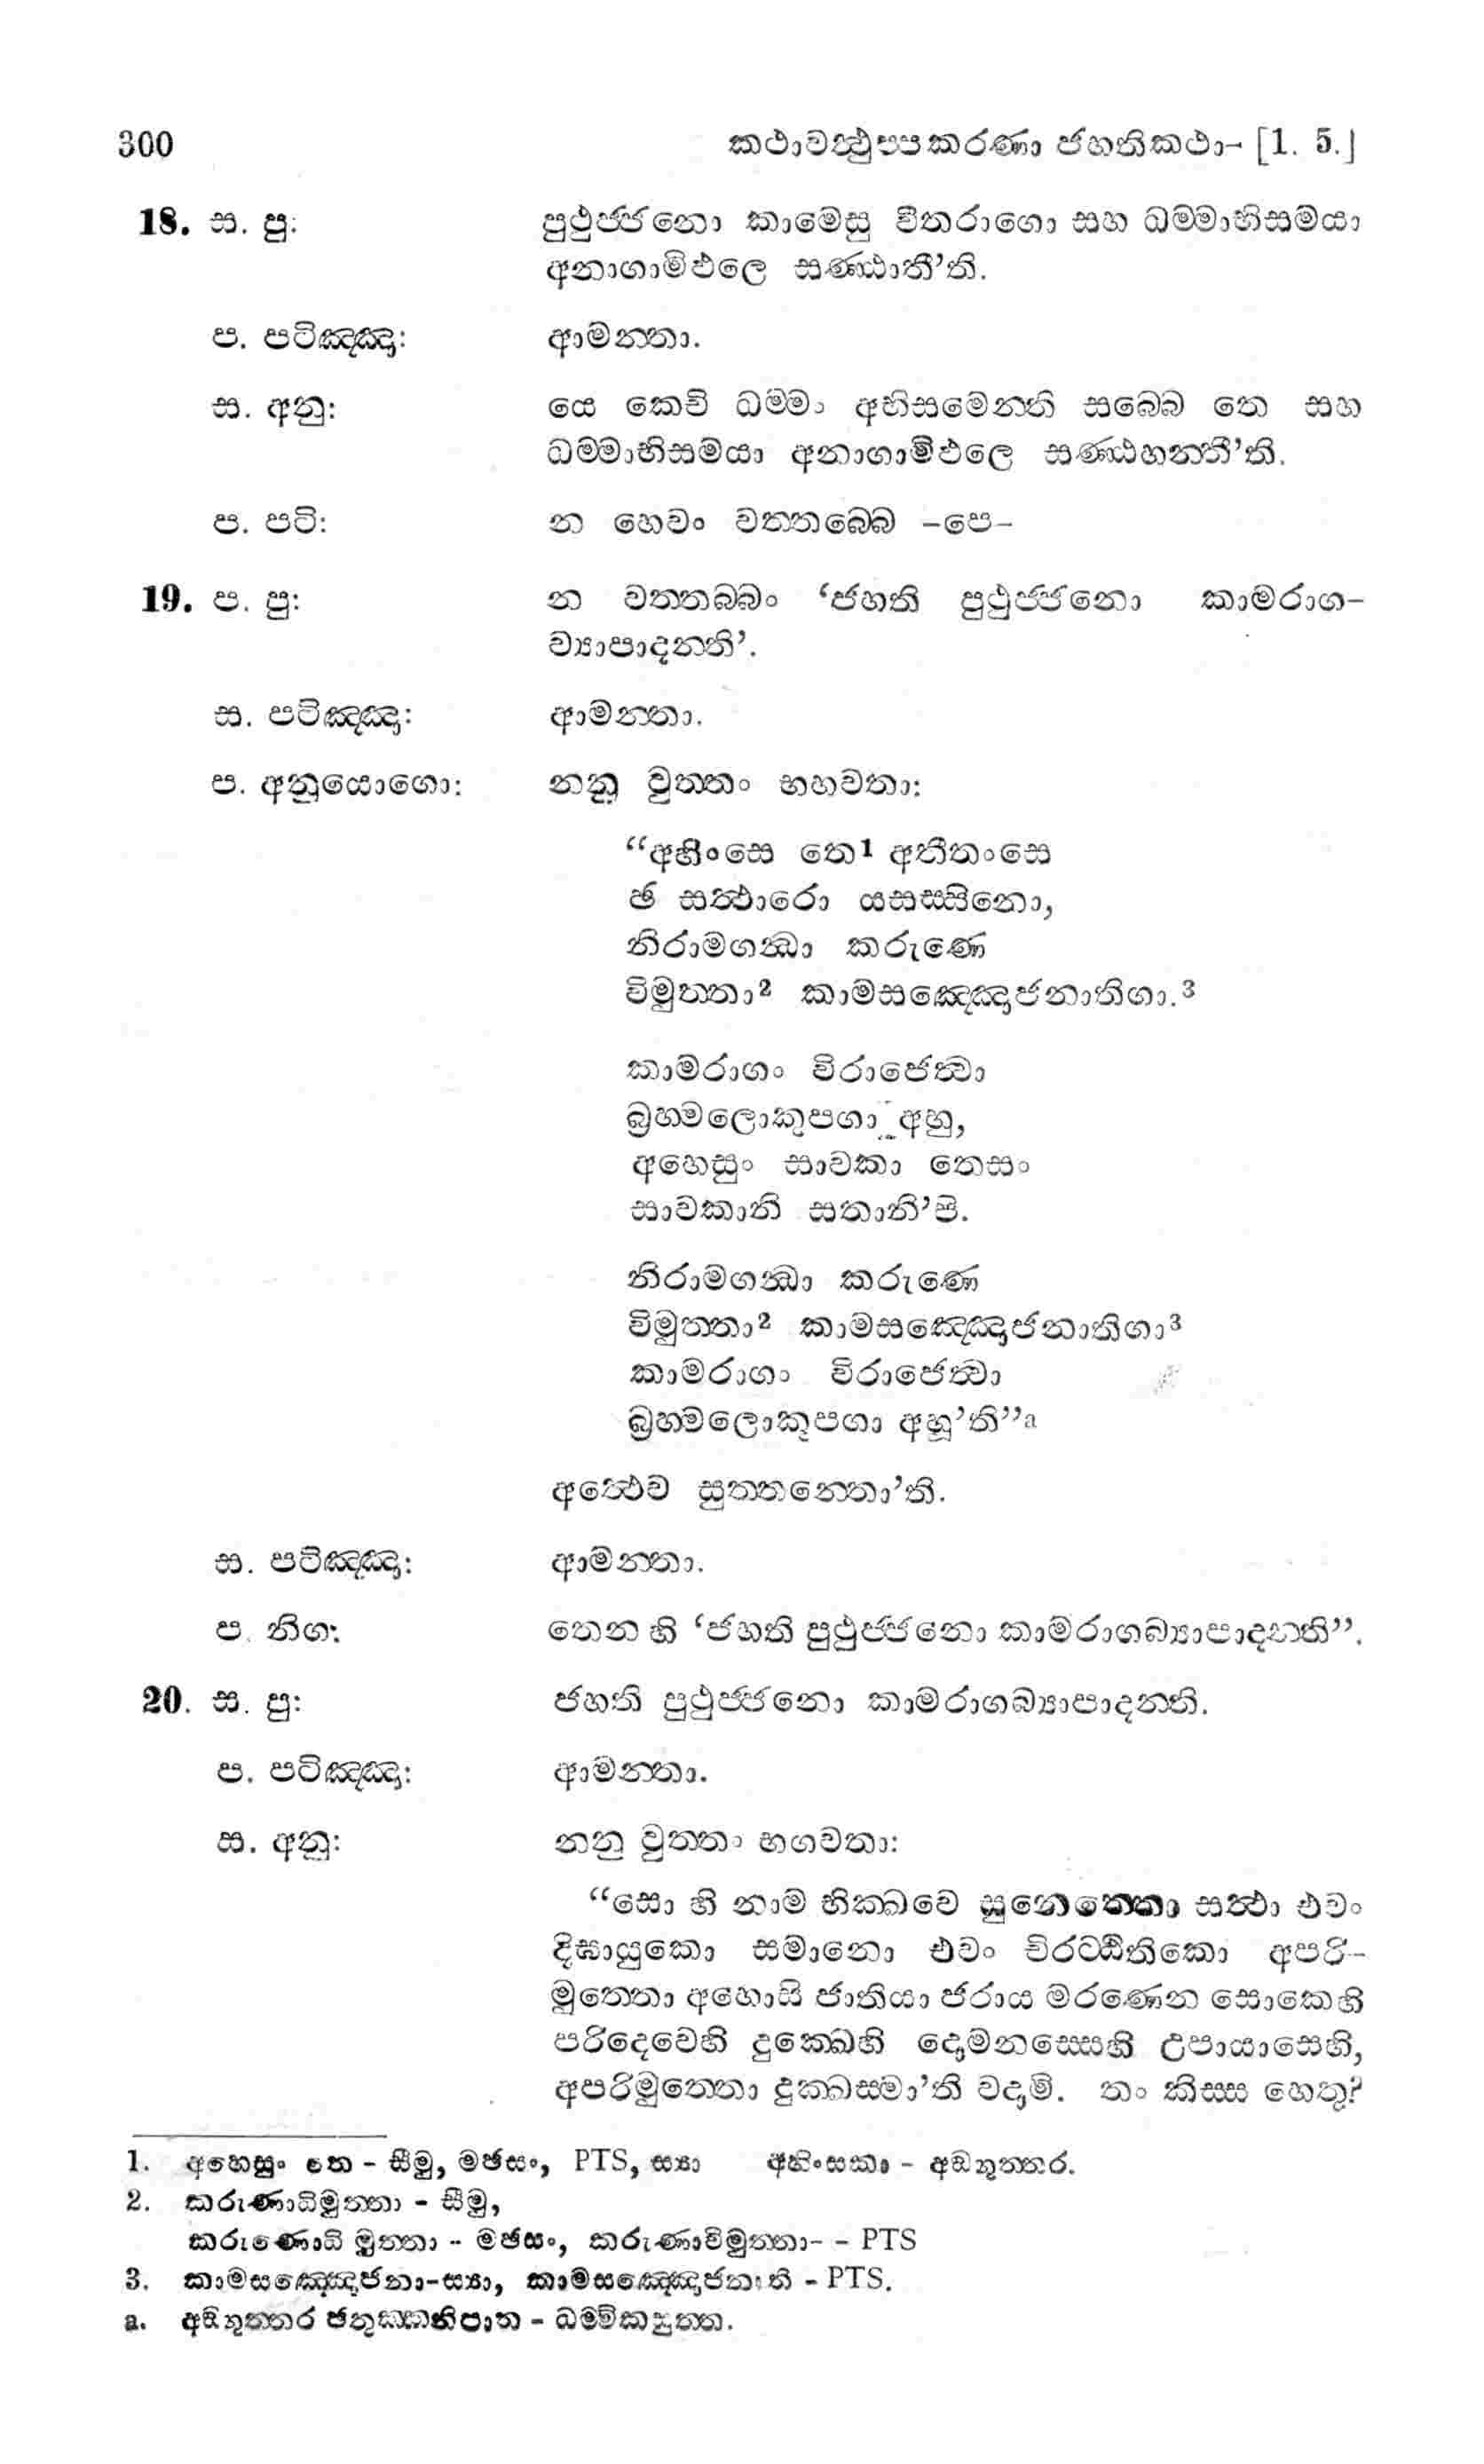 300 කථාවත්‍ථුප්පකරණ‍ං ජහතිකථා- [1. 5.]
18. ස. පු: පුථුජ්ජනො කාමෙසු වීතරාගො සහ ධම්මාභිසමයා
අනාගාමිඵලෙ සණ්ඨාතී’ති.
ප. පටිඤ්ඤා: ආමන්තා.
ස. අනු: යෙ කෙචි ධම්මං අභිසමෙන්ති සබ්බෙ තෙ සහ
ධම්මාභිසමයා අනාගාමිඵලෙ සණ්ඨහන්තී’ති.
ප. පටි: න හෙවං වත්තබ්බෙ -පෙ-
19. ප. පු: න වත්තබ්බං ‘ජහති පුථුජ්ජනො කාමරාග-
ව්‍යාපාදන්ති’.
ස. පටිඤ්ඤා: ආමන්තා.
ප. අනුයොගො: නනු වුත්තං භහවතා:
“අහිංසෙ තෙ1 අතීතංසෙ
ඡ සත්ථාරො යසස්සිනො,
නිරාමගන්ධා කරුණෙ
විමුත්තා2 කාමසඤ්ඤොජනාතිගා.3
කාමරාගං විරාජෙත්වා
බ්‍රහ්මලොකුපගා අහු,
අහෙසුං සාවකා තෙසං
සාවකානි සතානි’පි.
නිරාමගන්ධා කරුණෙ
විමුත්තා2 කාමසඤ්ඤොජනාතිගා3
කාමරාගං විරාජෙත්වා
බ්‍රහ්මලොකූපගා අහූ’ති”a
අත්ථෙව සුත්තන්තො’ති.
ස. පටිඤ්ඤා: ආමන්තා.
ප. නිග: තෙන හි ‘ජහති පුථුජ්ජනො කාමරාගබ්‍යාපාදන්ති”.
20. ස. පු: ජහති පුථුජ්ජනො කාමරාගබ්‍යාපාදන්ති.
ප. පටිඤ්ඤා: ආමන්තා.
ස. අනු: නනු වුත්තං භගවතා:
“සො හි නාම භික්ඛවෙ සුනෙත්තො සත්ථා එවං
දිඝායුකො සමානො එවං චිරට්ඨිතිකො අපරි-
මුත්තො අහොසි ජාතියා ජරාය මරණෙන සොකෙහි
පරිදෙවෙහි දුක්ඛෙහි දොමනස්සෙහි උපායාසෙහි,
අපරිමුත්තො දුක්ඛස්මා’ති වදාමි. තං කිස්ස හෙතු?
1. අහෙසුං තෙ - සීමු, මඡසං, PTS, ස්‍යා අහිංසකා - අඞ්ගුත්තර.
2. කරුණාධිමුත්තා - සීමු,
කරුණොධි මුත්තා - මඡසං, කරුණාවිමුත්තා- - PTS
3. කාමසඤ්ඤොජනා-ස්‍යා, කාමසඤ්ඤොජනාති - PTS.
a. අඞ්ගුත්තර ඡතුක්කනිපාත - ධම්මිකසුත්ත.